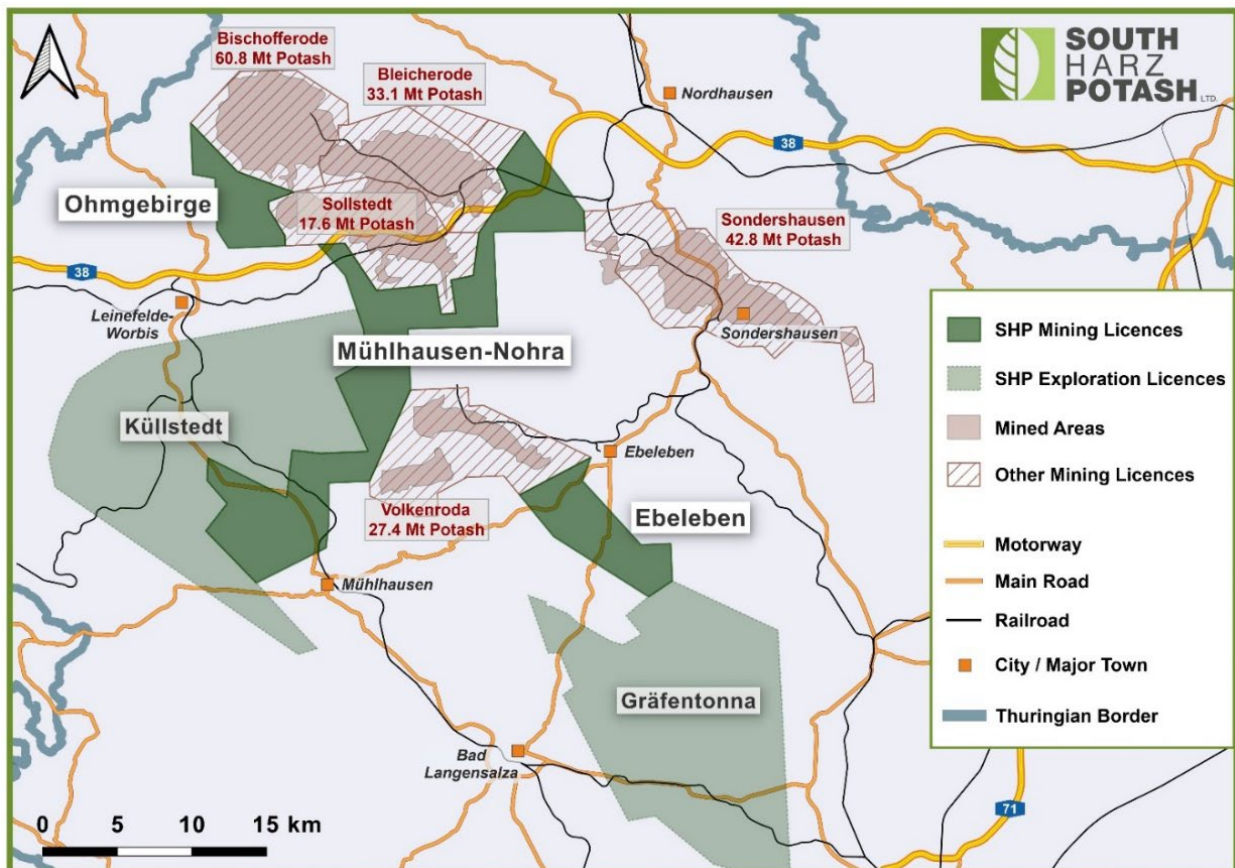 Bischofferode
60.8 Mt Potash
Bleicherode
33.1 Mt Potash
SOUTH
HARZ
POTASH LTD.
Nordhausen
38
Ohmgebirge
Sollstedt
17.6 Mt Potash
Sondershausen
42.8 Mt Potash
38
Leinefelde-
Worbis
Sondershausen
Mühlhausen-Nohra
Küllstedt
Ebeleben
Volkenroda
27.4 Mt Potash
Ebeleben
Mühlhausen
Gräfentonna
Bad
Langensalza
SHP Mining Licences
SHP Exploration Licences
Mined Areas
Other Mining Licences
Motorway
Main Road
Railroad
City / Major Town
Thuringian Border
71
0 5 10 15 km